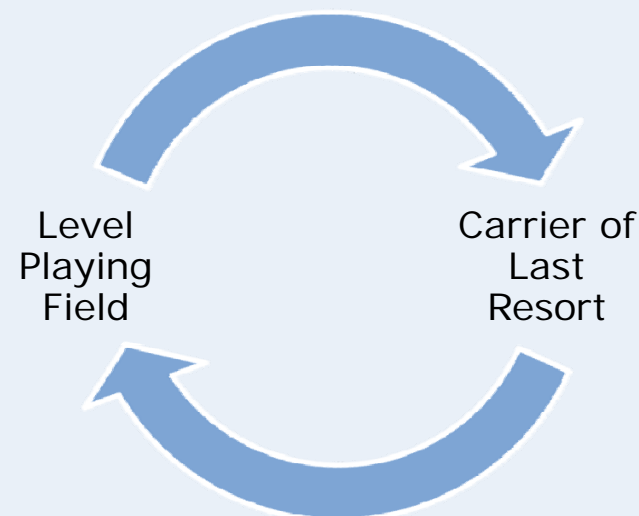 Level
Playing
Field
Carrier of
Last
Resort